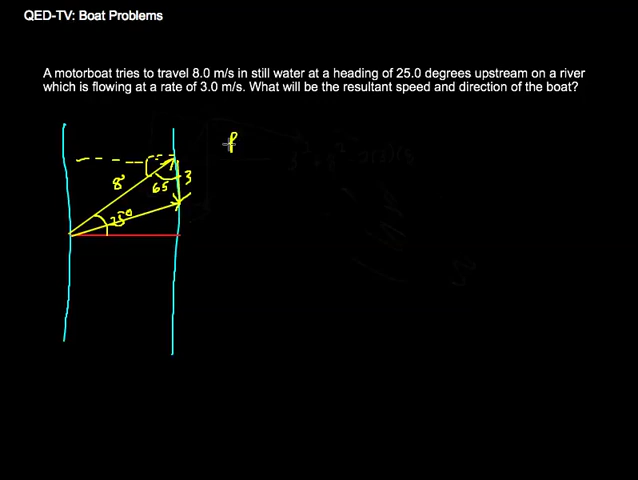 QED-TV: Boat Problems
A motorboat tries to travel 8.0 m/s in still water at a heading of 25.0 degrees upstream on a river
which is flowing at a rate of 3.0 m/s. What will be the resultant speed and direction of the boat?
8
65
3
25°